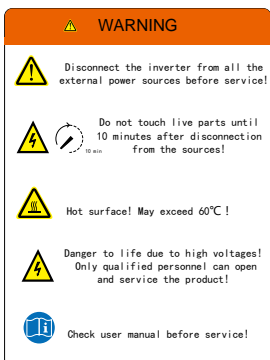 WARNING
Disconnect the inverter from all the
external power sources before service!
Do not touch live parts until
10 minutes after disconnection
from the sources!
10 min
Hot surface! May exceed 60℃ !
Danger to life due to high voltages!
Only qualified personnel can open
and service the product!
Check user manual before service!